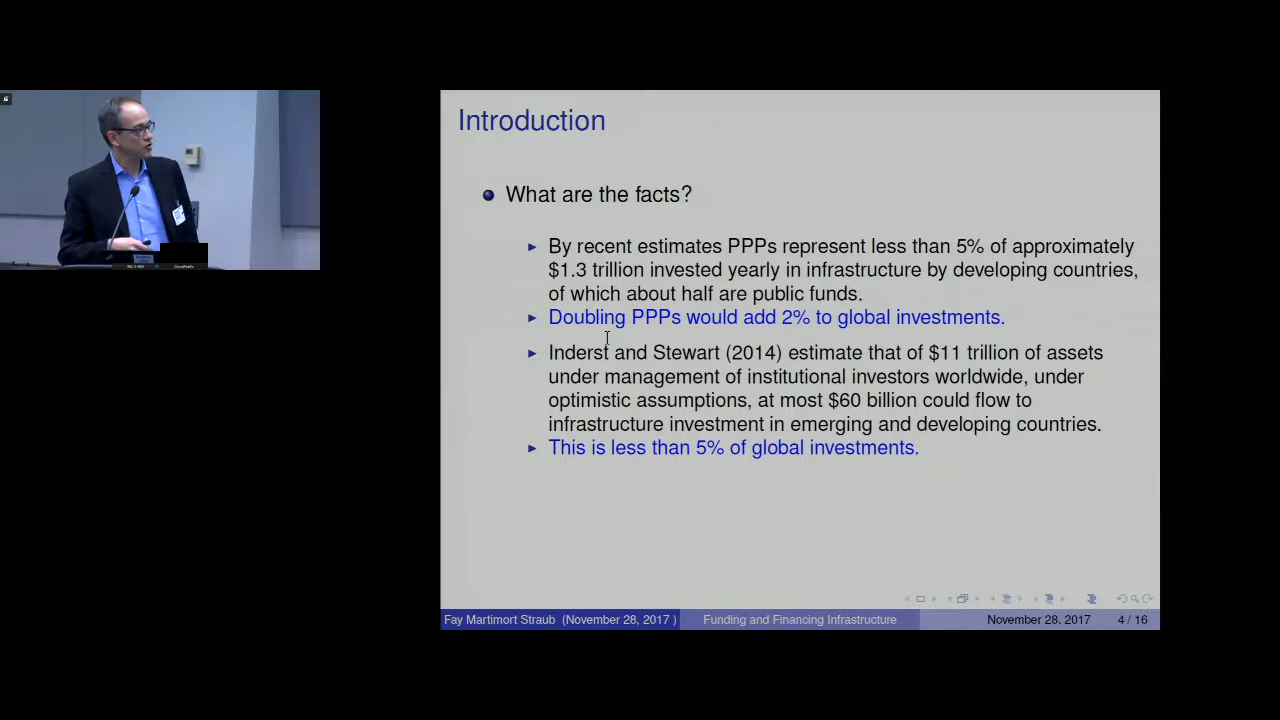 Introduction
What are the facts?
By recent estimates PPPs represent less than 5% of approximately
$1.3 trillion invested yearly in infrastructure by developing countries,
of which about half are public funds.
Doubling PPPs would add 2% to global investments.
Inderst and Stewart (2014) estimate that of $11 trillion of assets
under management of institutional investors worldwide, under
optimistic assumptions, at most $60 billion could flow to
infrastructure investment in emerging and developing countries.
This is less than 5% of global investments.
Fay Martimort Straub (November 28, 2017 )
Funding and Financing Infrastructure
November 28, 2017
4 / 16